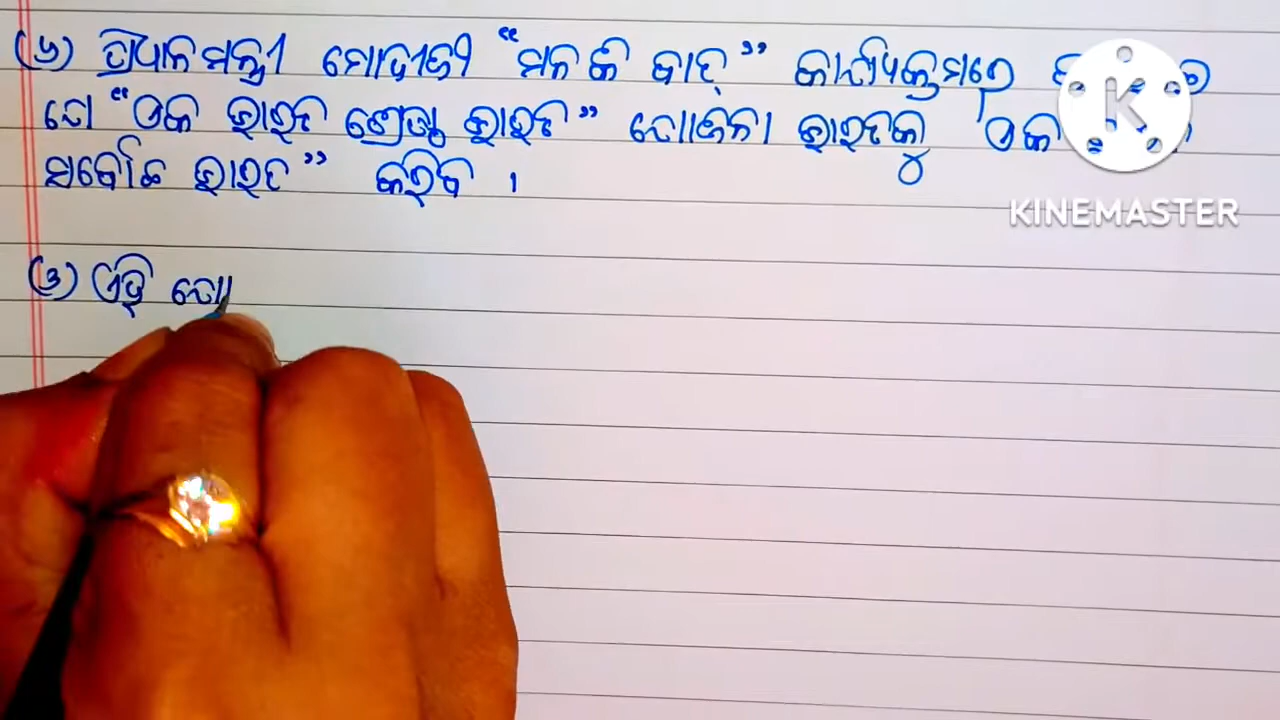 (୬) ପ୍ରଧାନମନ୍ତ୍ରୀ ମୋଦୀଜୀ “ମନ କି ବାତ୍” କାର୍ଯ୍ୟକ୍ରମରେ
ଯେ “ଏକ ଭାରତ ଶ୍ରେଷ୍ଠ ଭାରତ” ଯୋଜନା ଭାରତକୁ ‘ଏକ
ସର୍ବୋଚ୍ଚ ଭାରତ” କରିବ ।
(୭) ଏହି ଯୋ
KINEMASTER